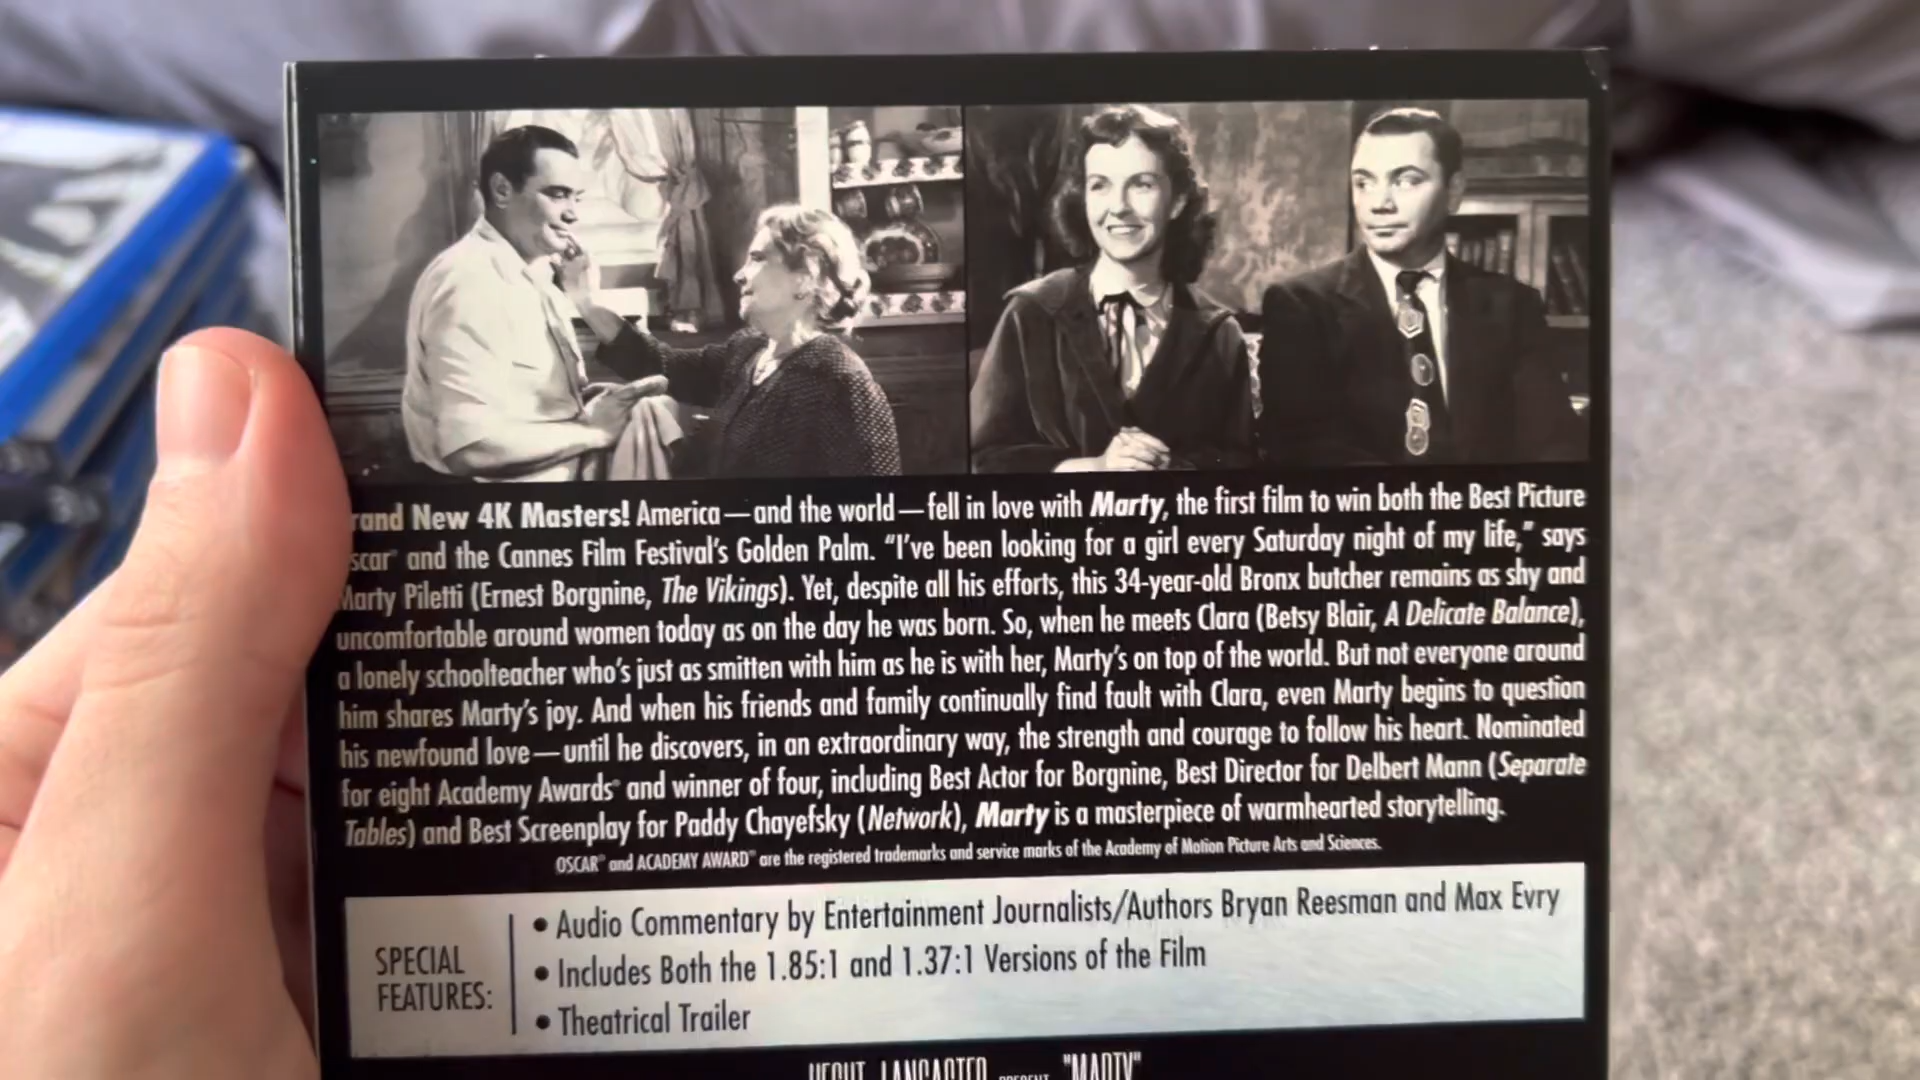 rand New 4K Masters! America—and the world—fell in love with Marty, the first film to win both the Best Picture
scar® and the Cannes Film Festival's Golden Palm. "I've been looking for a girl every Saturday night of my life," says
Marty Piletti (Ernest Borgnine, The Vikings). Yet, despite all his efforts, this 34-year-old Bronx butcher remains as shy and
uncomfortable around women today as on the day he was born. So, when he meets Clara (Betsy Blair, A Delicate Balance),
a lonely schoolteacher who's just as smitten with him as he is with her, Marty's on top of the world. But not everyone around
him shares Marty's joy. And when his friends and family continually find fault with Clara, even Marty begins to question
his newfound love—until he discovers, in an extraordinary way, the strength and courage to follow his heart. Nominated
for eight Academy Awards® and winner of four, including Best Actor for Borgnine, Best Director for Delbert Mann (Separate
Tables) and Best Screenplay for Paddy Chayefsky (Network), Marty is a masterpiece of warmhearted storytelling.
OSCAR® and ACADEMY AWARD® are the registered trademarks and service marks of the Academy of Motion Picture Arts and Sciences.
SPECIAL
FEATURES:
• Audio Commentary by Entertainment Journalists/Authors Bryan Reesman and Max Evry
• Includes Both the 1.85:1 and 1.37:1 Versions of the Film
• Theatrical Trailer
HECHT LANCASTER PRESENT "MARTY"